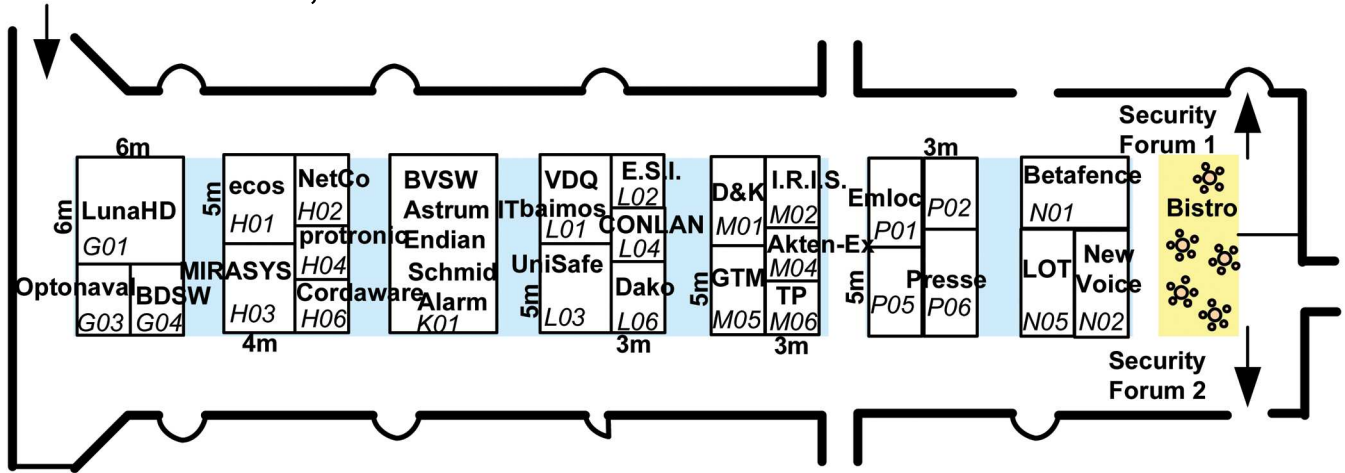 6m
6m
LunaHD
G01
Optonaval
G03
BDSW
G04
5m
ecos
H01
NetCo
H02
protronic
H04
MIRASYS
H03
Cordaware
H06
4m
BVSW
Astrum
Endian
Schmid
Alarm
K01
VDQ
ITbaimos
L01
E.S.I.
L02
CONLAN
L04
UniSafe
5m
L03
Dako
L06
3m
D&K
M01
I.R.I.S.
M02
Akten-Ex
M04
5m
GTM
M05
TP
M06
3m
3m
Emloc
P01
P02
5m
P05
Presse
P06
Betafence
N01
LOT
N05
New
Voice
N02
Security
Forum 1
Bistro
Security
Forum 2